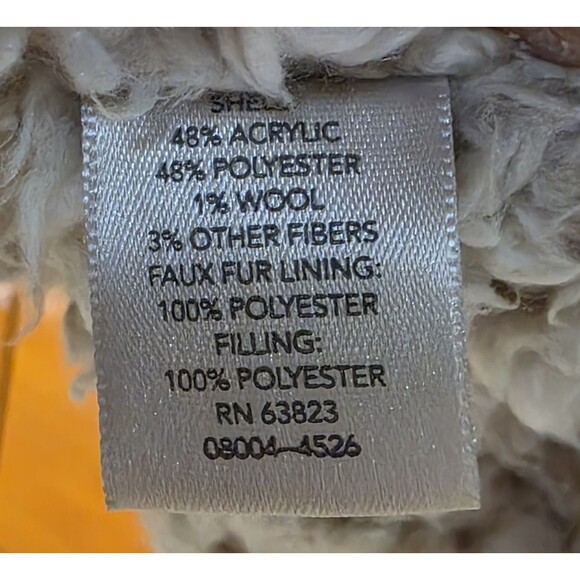 SHELL:
48% ACRYLIC
48% POLYESTER
1% WOOL
3% OTHER FIBERS
FAUX FUR LINING:
100% POLYESTER
FILLING:
100% POLYESTER
RN 63823
08004-4526